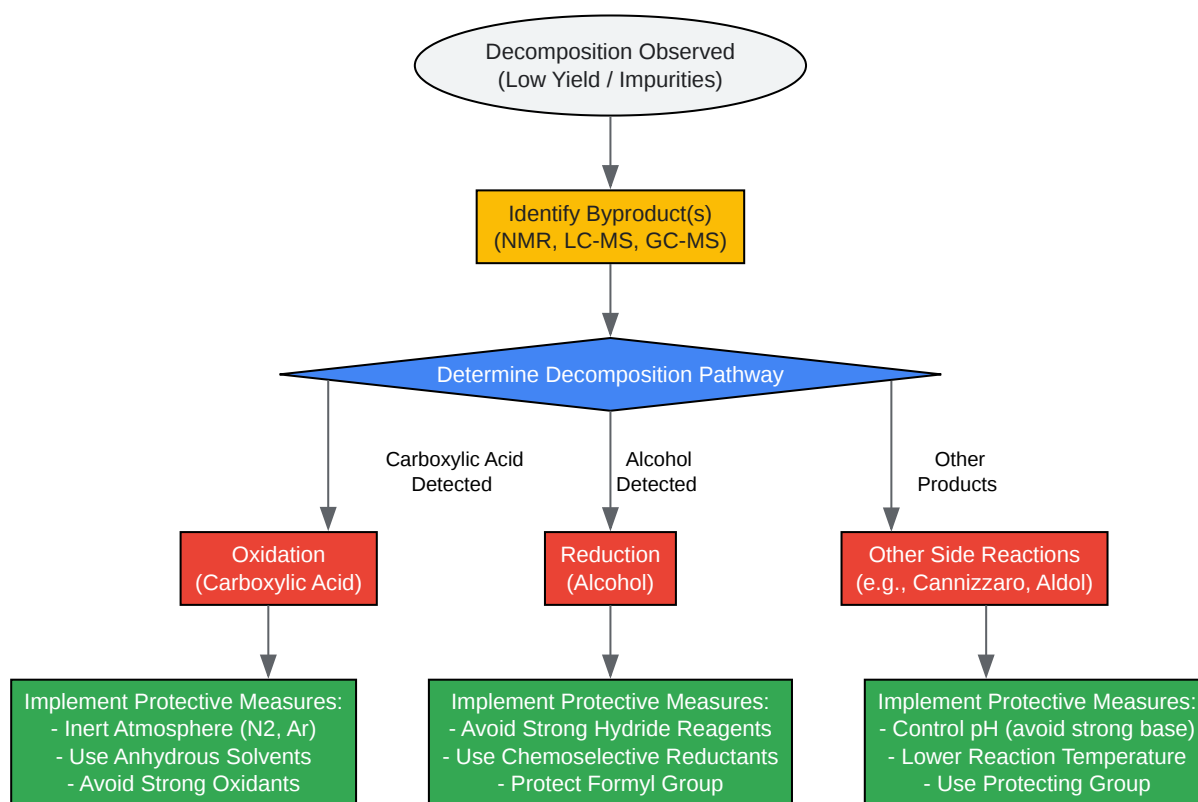 Decomposition Observed
(Low Yield / Impurities)
Identify Byproduct(s)
(NMR, LC-MS, GC-MS)
Determine Decomposition Pathway
Carboxylic Acid
Detected
Alcohol
Detected
Other
Products
Oxidation
(Carboxylic Acid)
Reduction
(Alcohol)
Other Side Reactions
(e.g., Cannizzaro, Aldol)
Implement Protective Measures:
- Inert Atmosphere (N2, Ar)
- Use Anhydrous Solvents
- Avoid Strong Oxidants
Implement Protective Measures:
- Avoid Strong Hydride Reagents
- Use Chemoselective Reductants
- Protect Formyl Group
Implement Protective Measures:
- Control pH (avoid strong base)
- Lower Reaction Temperature
- Use Protecting Group